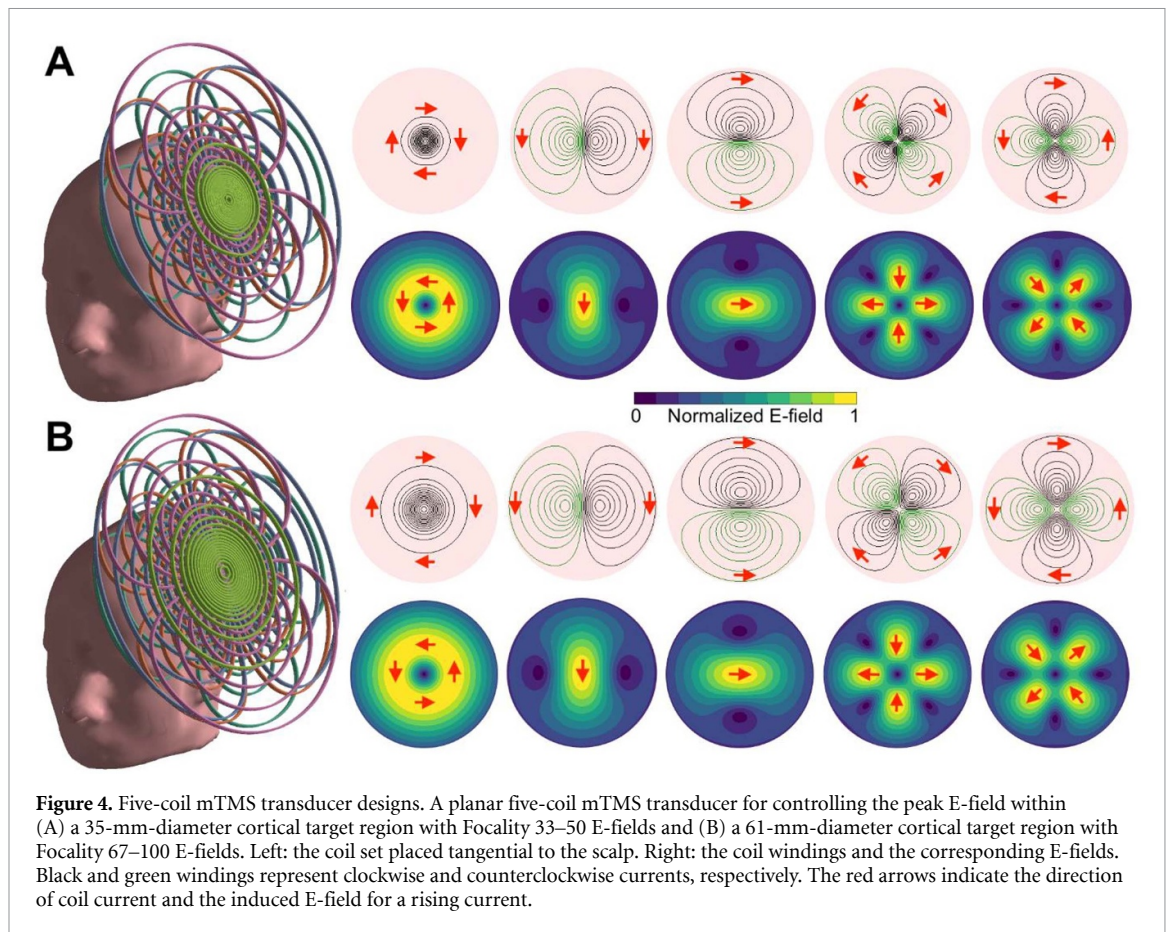 A
0 Normalized E-field 1
B
Figure 4. Five-coil mTMS transducer designs. A planar five-coil mTMS transducer for controlling the peak E-field within
(A) a 35-mm-diameter cortical target region with Focality 33–50 E-fields and (B) a 61-mm-diameter cortical target region with
Focality 67–100 E-fields. Left: the coil set placed tangential to the scalp. Right: the coil windings and the corresponding E-fields.
Black and green windings represent clockwise and counterclockwise currents, respectively. The red arrows indicate the direction
of coil current and the induced E-field for a rising current.